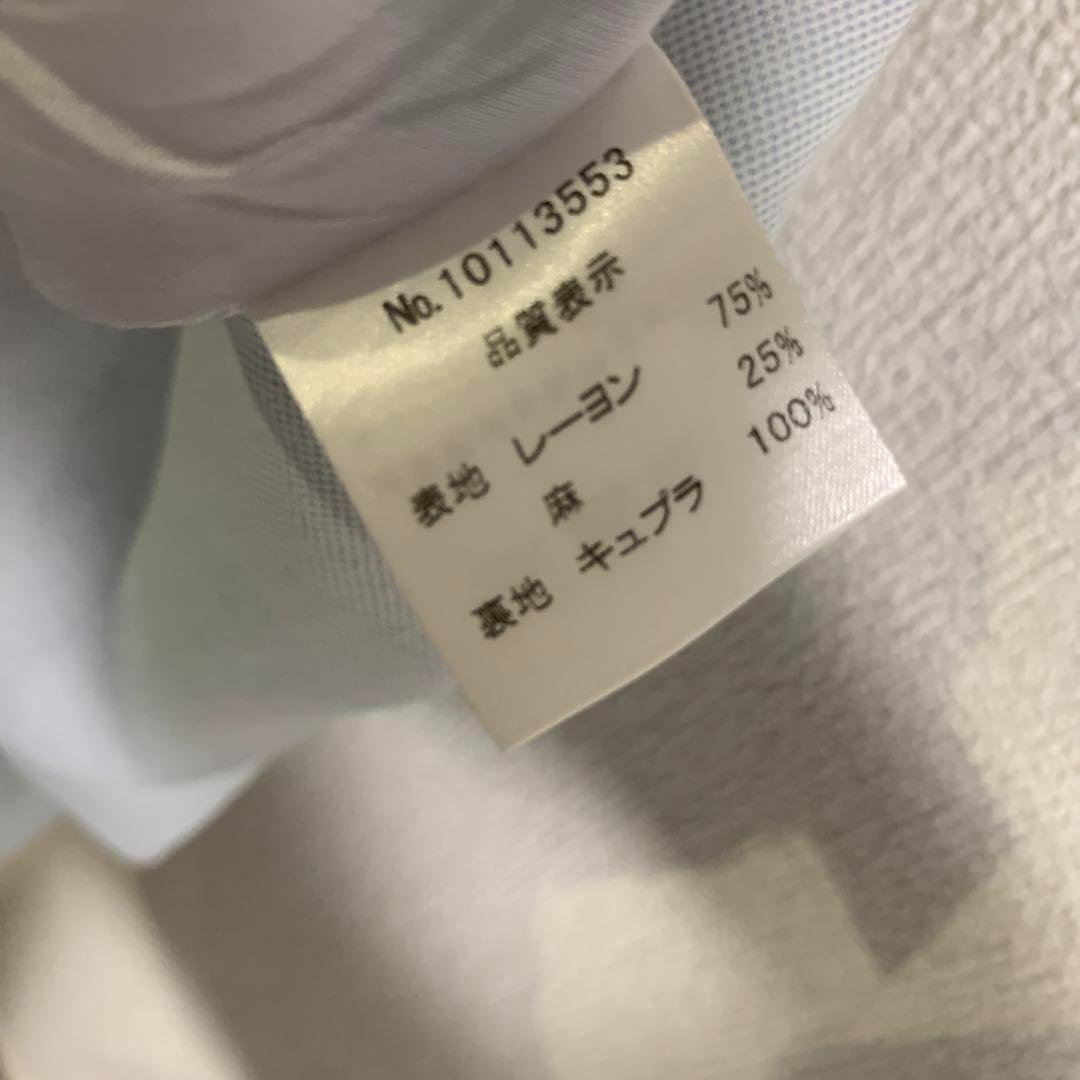 No.10113553
品質表示
表地 レーヨン 75%
麻 25%
裏地 キュプラ 100%